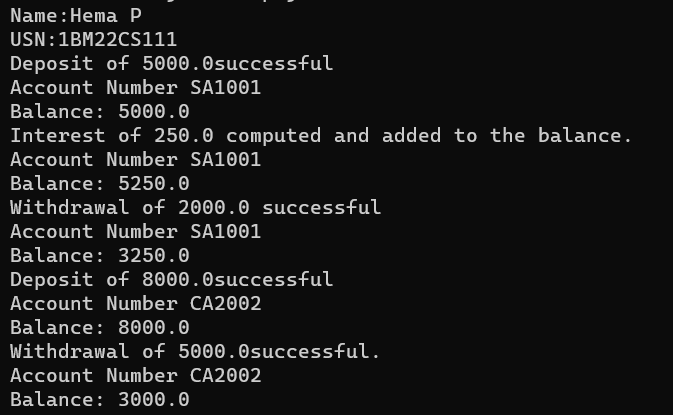 Name:Hema P
USN:1BM22CS111
Deposit of 5000.0successful
Account Number SA1001
Balance: 5000.0
Interest of 250.0 computed and added to the balance.
Account Number SA1001
Balance: 5250.0
Withdrawal of 2000.0 successful
Account Number SA1001
Balance: 3250.0
Deposit of 8000.0successful
Account Number CA2002
Balance: 8000.0
Withdrawal of 5000.0successful.
Account Number CA2002
Balance: 3000.0